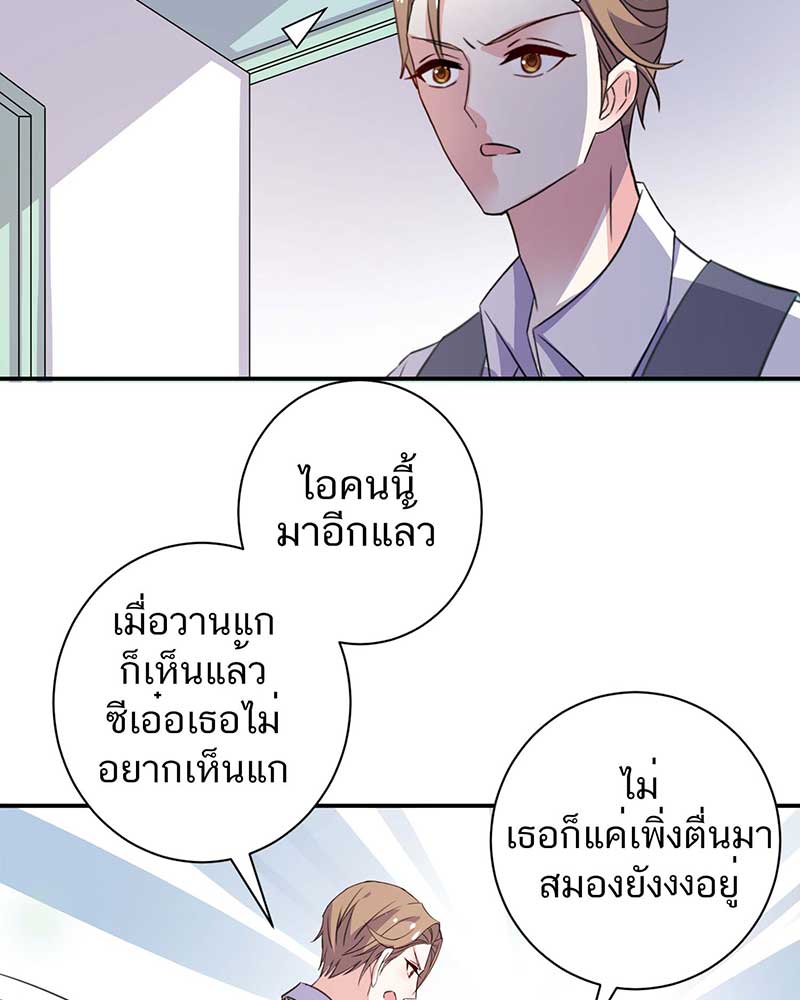 ไอคนนี้
มาอีกแล้ว
เมื่อวานแก
ก็เห็นแล้ว
ซีเอ๋อเธอไม่
อยากเห็นแก
ไม่
เธอก็แค่เพิ่งตื่นมา
สมองยังงงอยู่